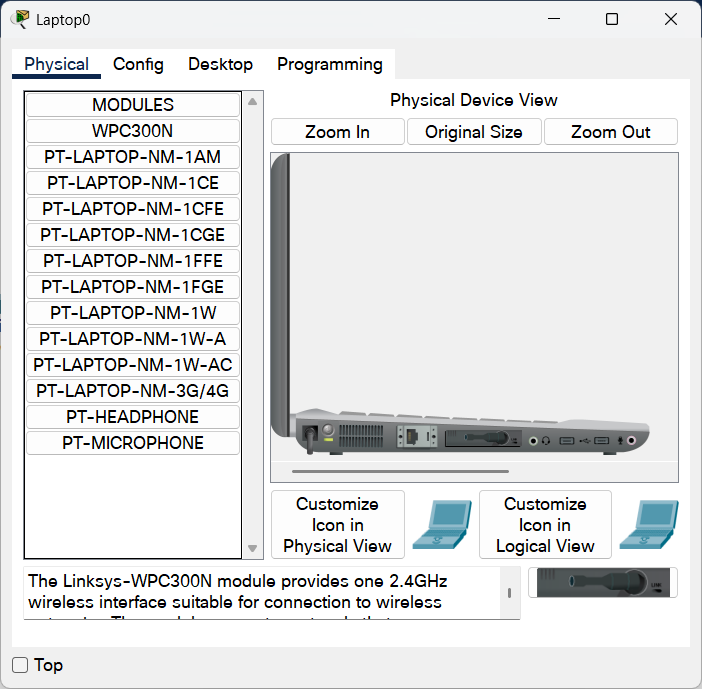 Laptop0
Physical
Config
Desktop
Programming
MODULES
WPC300N
PT-LAPTOP-NM-1AM
PT-LAPTOP-NM-1CE
PT-LAPTOP-NM-1CFE
PT-LAPTOP-NM-1CGE
PT-LAPTOP-NM-1FFE
PT-LAPTOP-NM-1FGE
PT-LAPTOP-NM-1W
PT-LAPTOP-NM-1W-A
PT-LAPTOP-NM-1W-AC
PT-LAPTOP-NM-3G/4G
PT-HEADPHONE
PT-MICROPHONE
Physical Device View
Zoom In
Original Size
Zoom Out
Customize
Icon in
Physical View
Customize
Icon in
Logical View
The Linksys-WPC300N module provides one 2.4GHz
wireless interface suitable for connection to wireless
Top